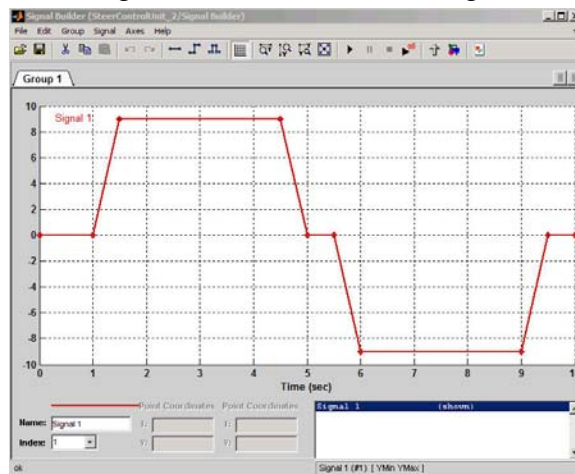 Signal Builder (SteerControlUnit_2/Signal Builder)
File Edit Group Signal Axes Help
Group 1
Signal 1
10
8
6
4
2
0
-2
-4
-6
-8
-10
0 1 2 3 4 5 6 7 8 9
Time (sec)
Point Coordinates Point Coordinates
Name: Signal 1
Index: 1
T: T:
Y: Y:
Signal 1 (shown)
ok
Signal 1 (#1) [ YMin YMax ]